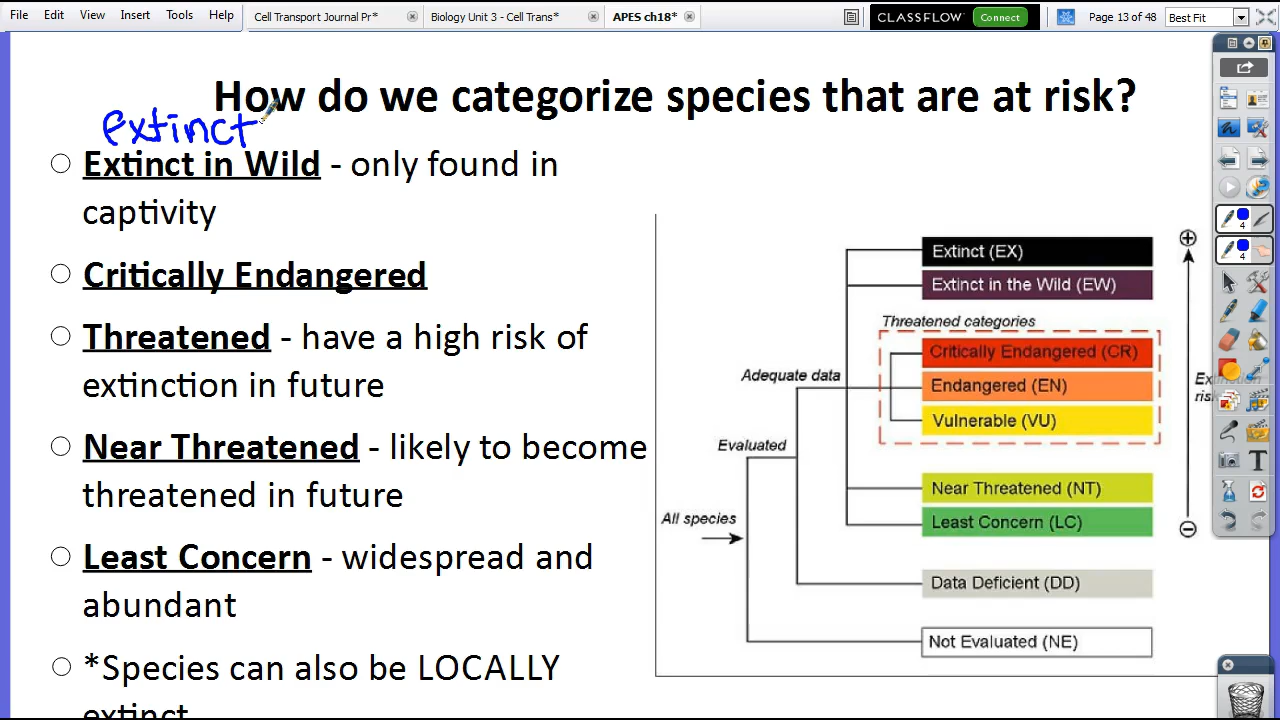 File Edit View Insert Tools Help
Cell Transport Journal Pr* Biology Unit 3 - Cell Trans* APES ch18* CLASSFLOW Connect Page 13 of 48 Best Fit
How do we categorize species that are at risk?
extinct
Extinct in Wild - only found in
captivity
Critically Endangered
Threatened - have a high risk of
extinction in future
Near Threatened - likely to become
threatened in future
Least Concern - widespread and
abundant
*Species can also be LOCALLY
extinct
Extinct (EX)
Extinct in the Wild (EW)
Threatened categories
Critically Endangered (CR)
Adequate data
Endangered (EN)
Vulnerable (VU)
Evaluated
Near Threatened (NT)
All species
Least Concern (LC)
Data Deficient (DD)
Not Evaluated (NE)
Extinction
risk
4
4
T